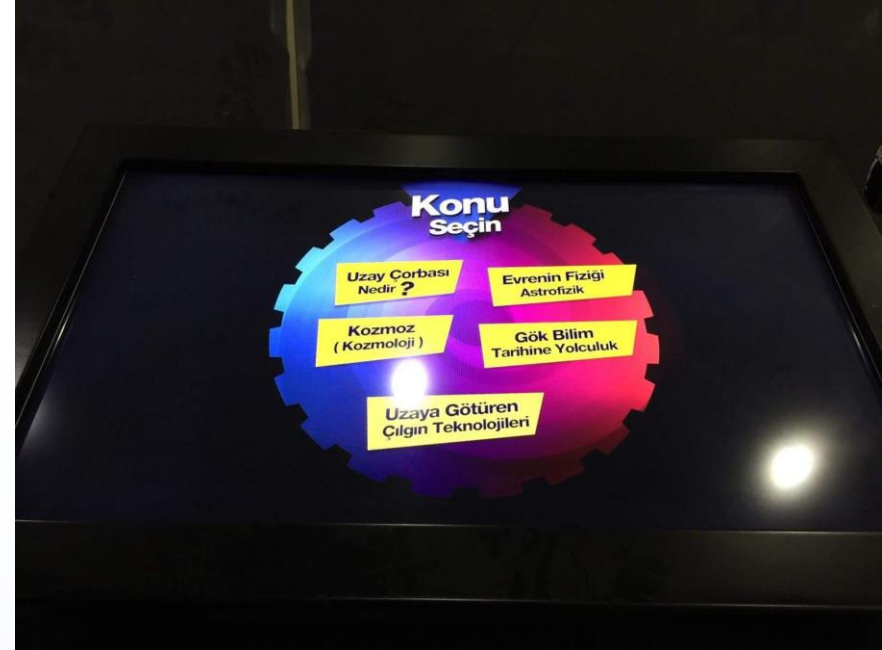 Konu
Seçin
Uzay Çorbası
Nedir ?
Evrenin Fiziği
Astrofizik
Kozmoz
( Kozmoloji )
Gök Bilim
Tarihine Yolculuk
Uzaya Götüren
Çılgın Teknolojileri